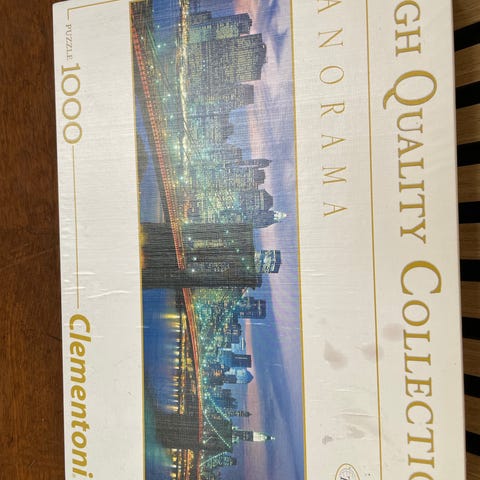 GH QUALITY COLLECTIO
ANORAMA
PUZZLE 1000
Clementoni